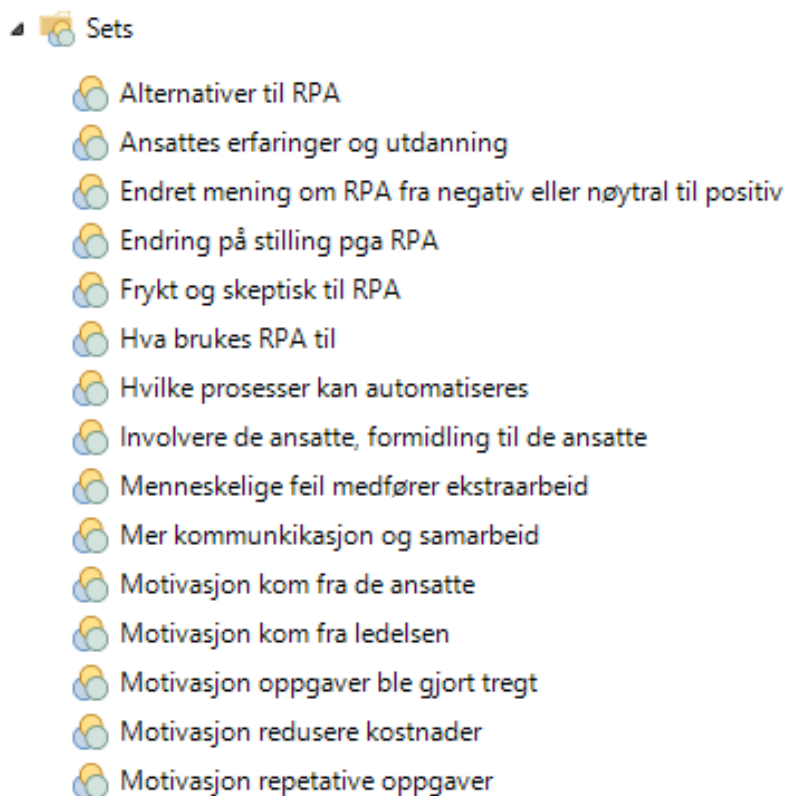 Sets
Alternativer til RPA
Ansattes erfaringer og utdanning
Endret mening om RPA fra negativ eller nøytral til positiv
Endring på stilling pga RPA
Frykt og skeptisk til RPA
Hva brukes RPA til
Hvilke prosesser kan automatiseres
Involvere de ansatte, formidling til de ansatte
Menneskelige feil medfører ekstraarbeid
Mer kommunkikasjon og samarbeid
Motivasjon kom fra de ansatte
Motivasjon kom fra ledelsen
Motivasjon oppgaver ble gjort tregt
Motivasjon redusere kostnader
Motivasjon repetative oppgaver